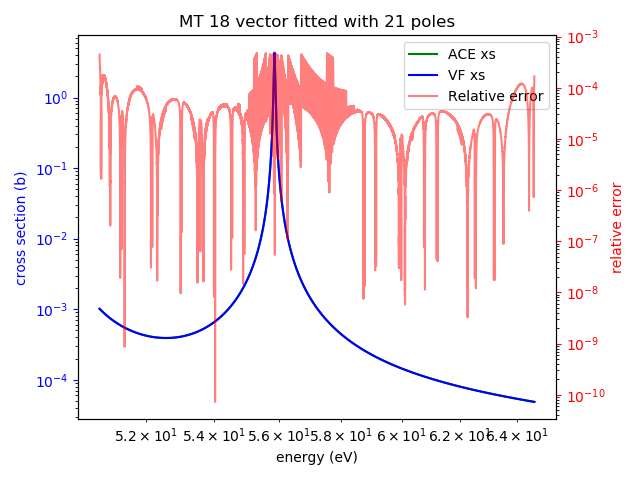 MT 18 vector fitted with 21 poles
ACE xs
VF xs
Relative error
10⁰
10⁻¹
10⁻²
10⁻³
10⁻⁴
cross section (b)
10⁻³
10⁻⁴
10⁻⁵
10⁻⁶
10⁻⁷
10⁻⁸
10⁻⁹
10⁻¹⁰
relative error
5.2 × 10¹ 5.4 × 10¹ 5.6 × 10¹ 5.8 × 10¹ 6 × 10¹ 6.2 × 10¹ 6.4 × 10¹
energy (eV)